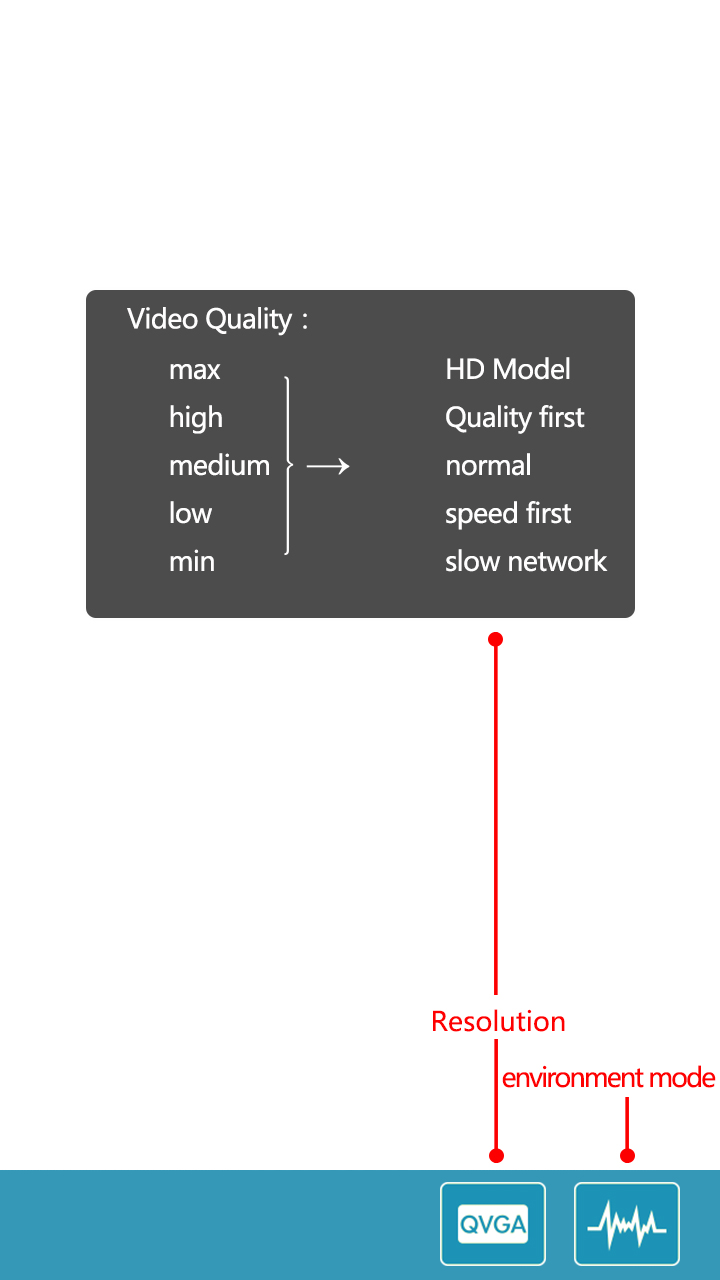 Video Quality :
max HD Model
high Quality first
medium → normal
low speed first
min slow network
Resolution
environment mode
QVGA